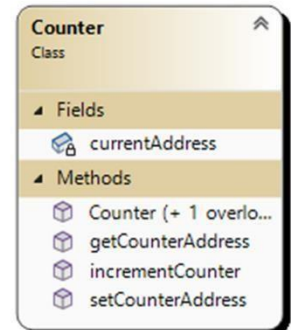 Counter
Class
Fields
currentAddress
Methods
Counter (+ 1 overlo...
getCounterAddress
incrementCounter
setCounterAddress